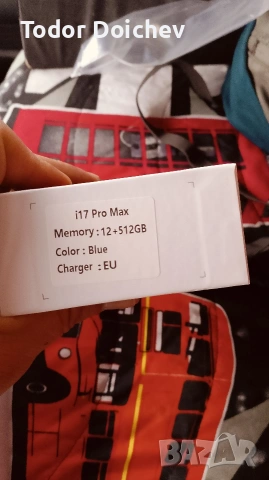 Todor Doichev
i17 Pro Max
Memory : 12+512GB
Color : Blue
Charger : EU
BAZAR